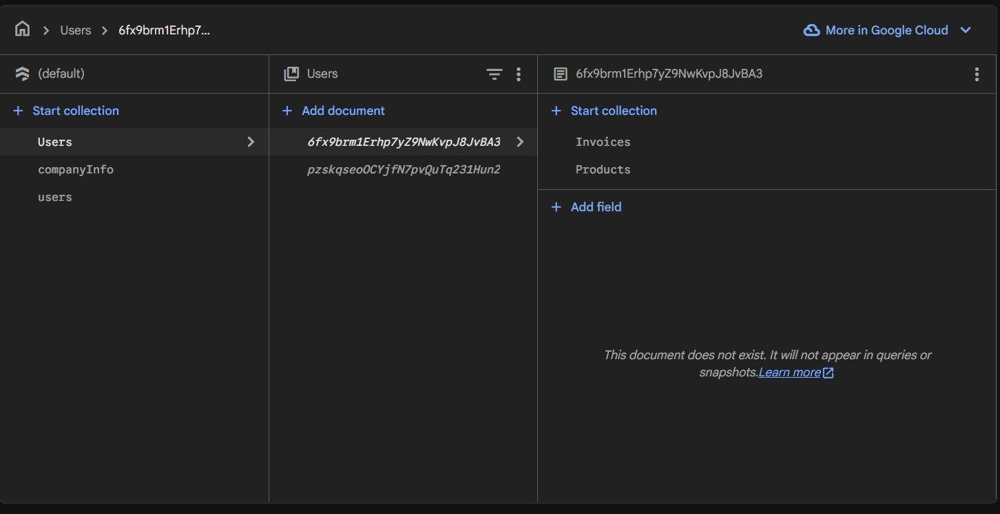 Users
6fx9brm1Erhp7...
More in Google Cloud
(default)
Users
6fx9brm1Erhp7yZ9NwKvpJ8JvBA3
+ Start collection
+ Add document
+ Start collection
Users
6fx9brm1Erhp7yZ9NwKvpJ8JvBA3
Invoices
companyInfo
pzskqseoOCYjfN7pvQuTq231Hun2
Products
users
+ Add field
This document does not exist. It will not appear in queries or
snapshots.Learn more